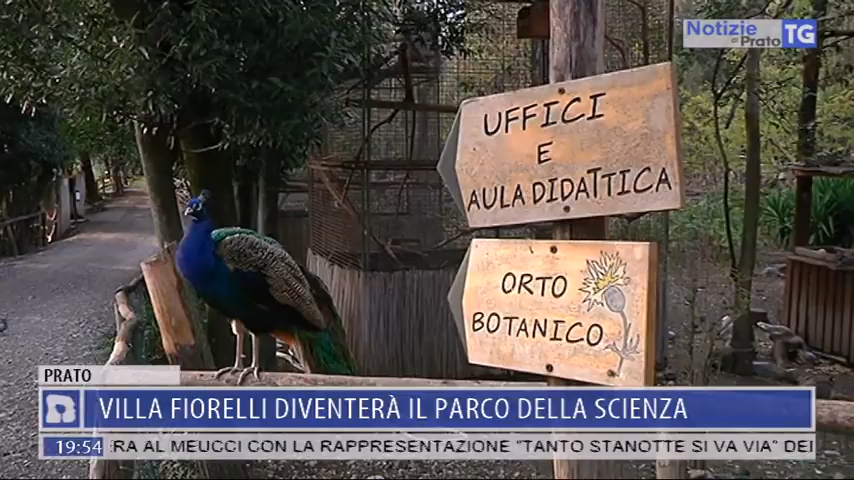 Notizie
di Prato TG
UFFICI
E
AULA DIDATTICA
ORTO
BOTANICO
PRATO
VILLA FIORELLI DIVENTERÀ IL PARCO DELLA SCIENZA
19:54 ERA AL MEUCCI CON LA RAPPRESENTAZIONE "TANTO STANOTTE SI VA VIA" DEI